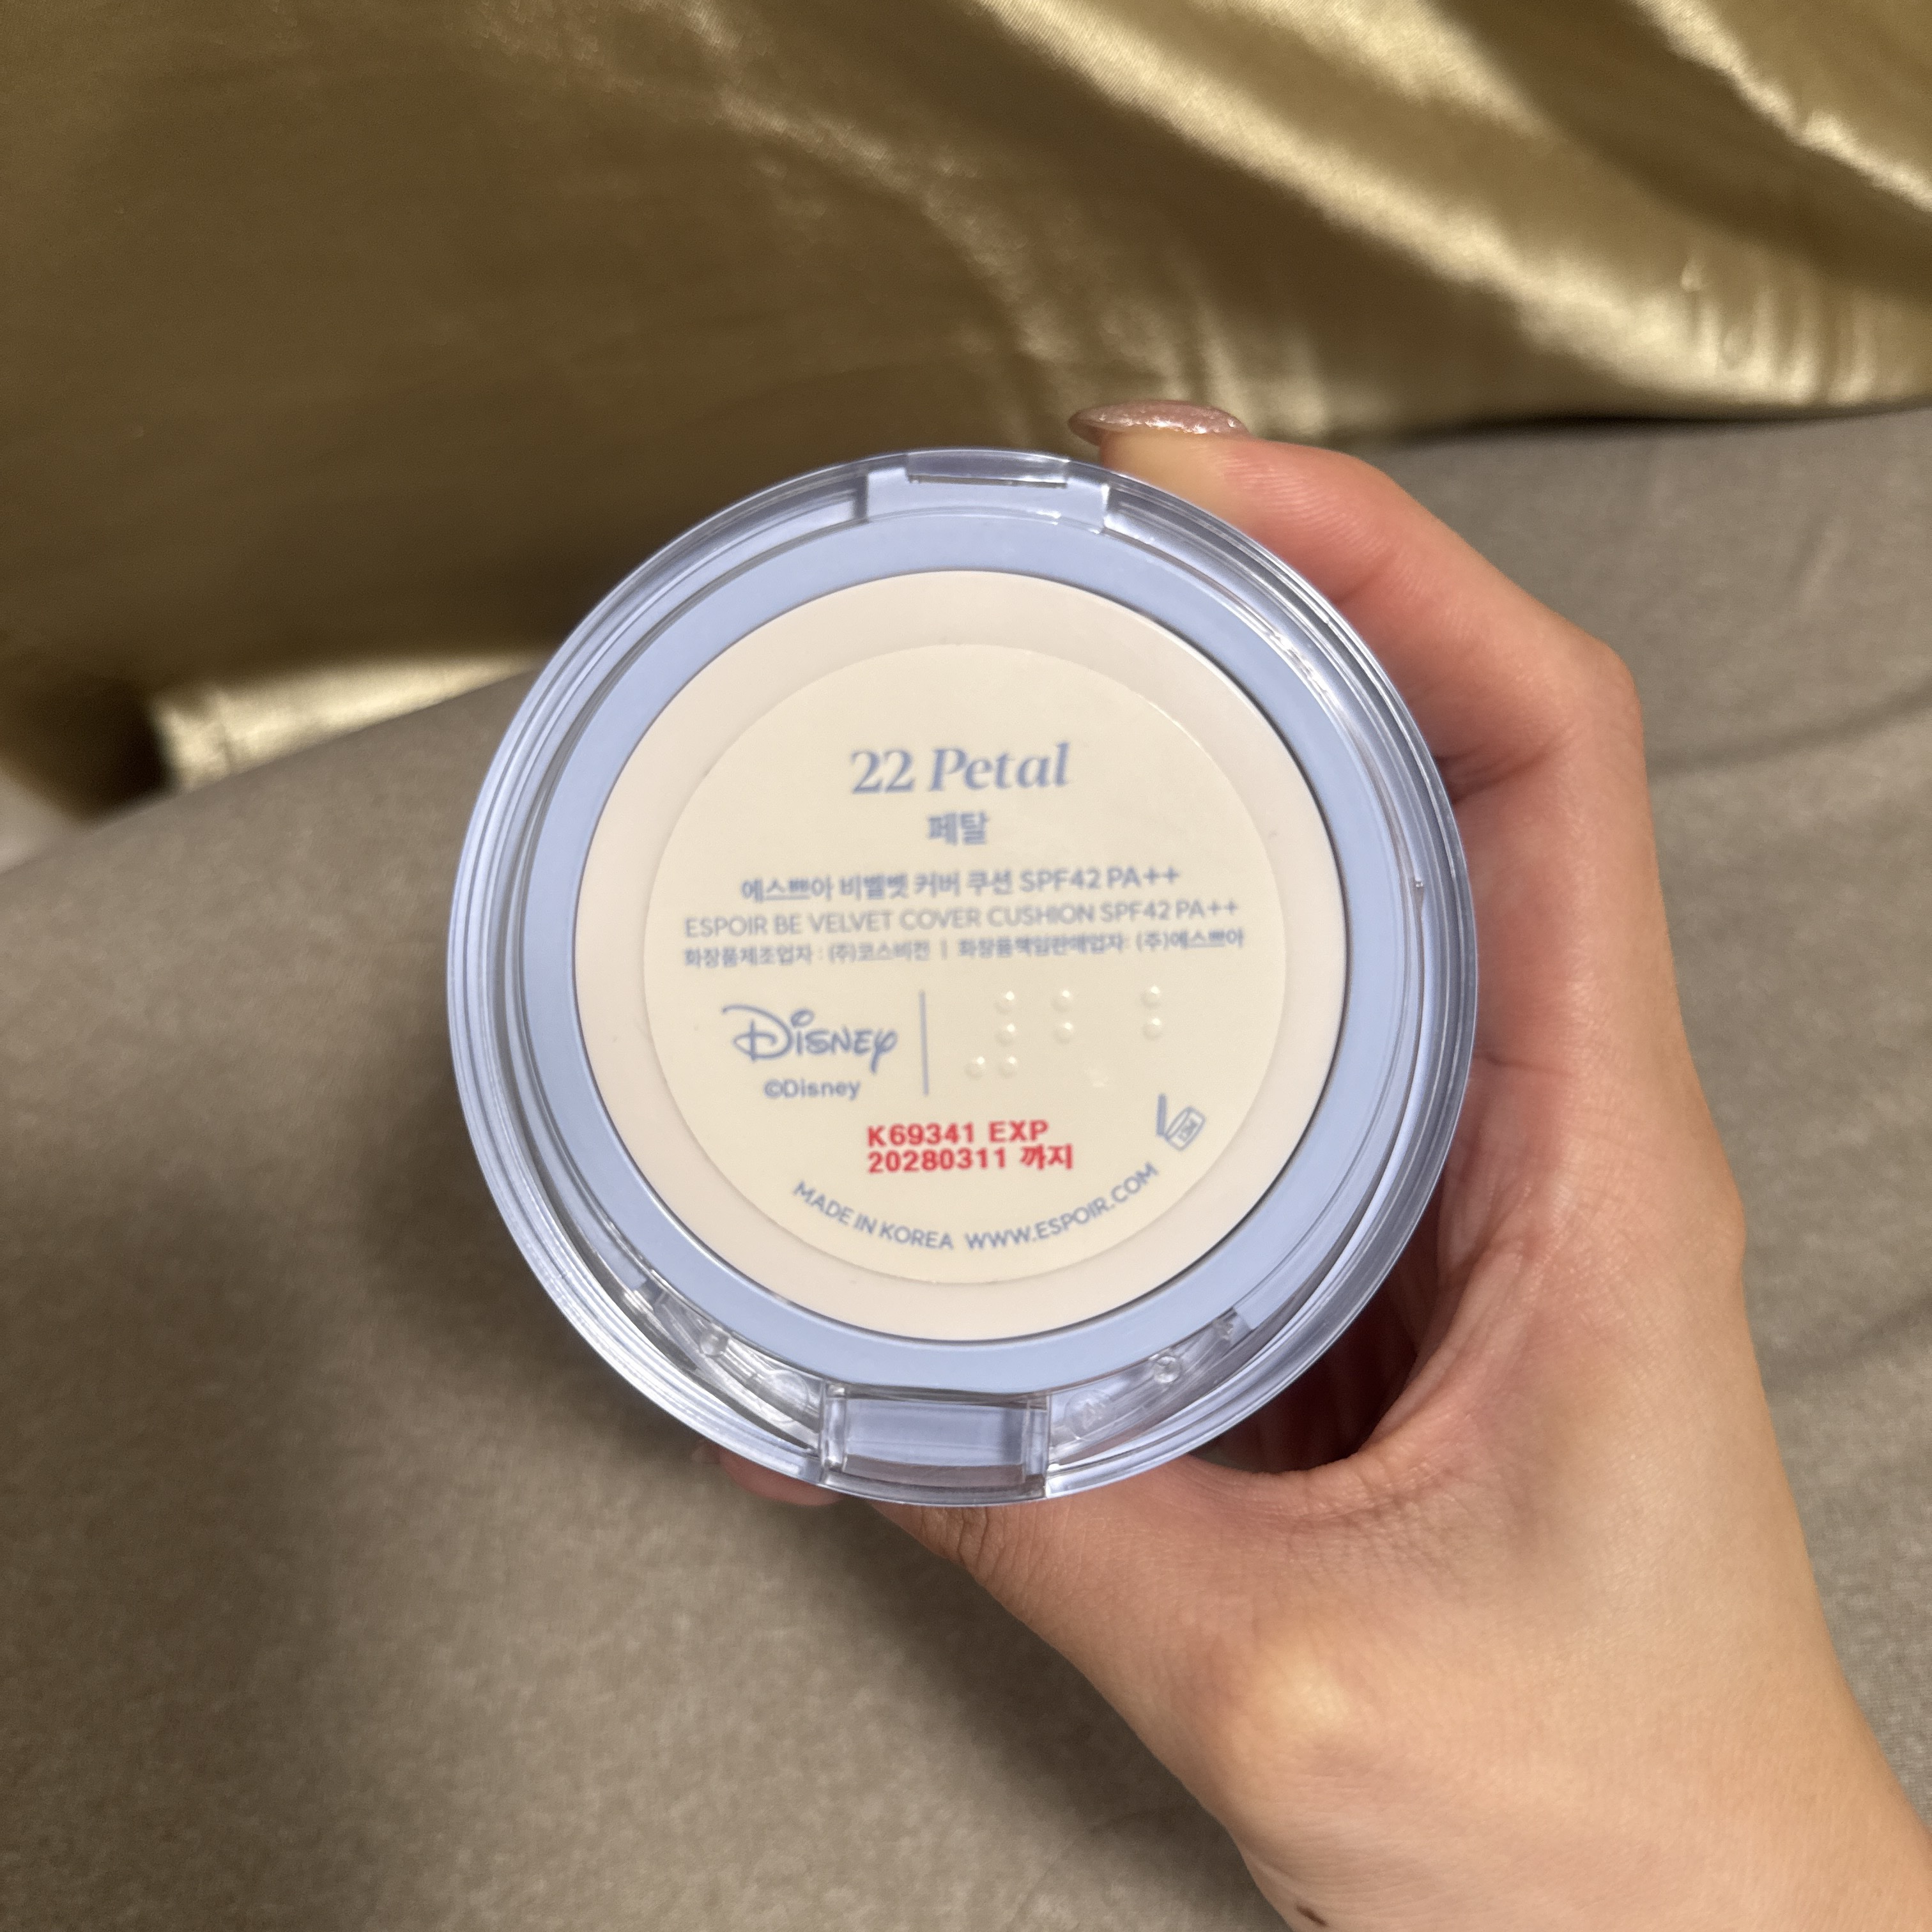 22 Petal
페탈
에스쁘아 비벨벳 커버 쿠션 SPF42 PA++
ESPOIR BE VELVET COVER CUSHION SPF42 PA++
화장품제조업자 : (주)코스비전 | 화장품책임판매업자: (주)에스쁘아
Disney
©Disney
K69341 EXP
20280311 까지
MADE IN KOREA WWW.ESPOIR.COM